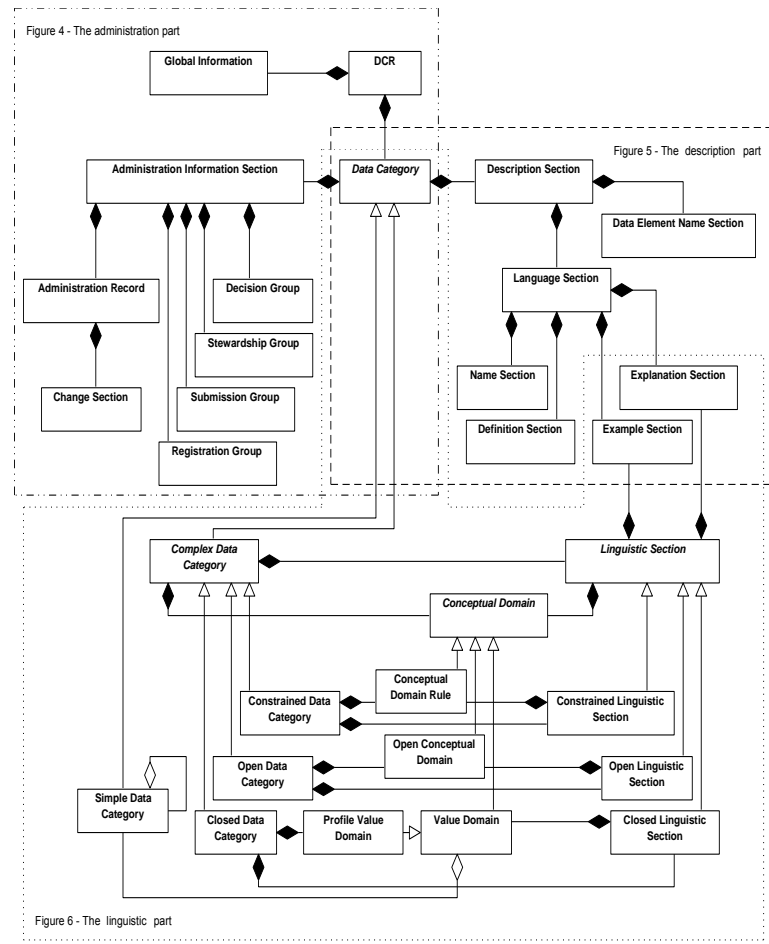 Figure 4 - The administration part
Global Information
DCR
Figure 5 - The description part
Administration Information Section
Data Category
Description Section
Data Element Name Section
Administration Record
Decision Group
Language Section
Stewardship Group
Change Section
Submission Group
Name Section
Explanation Section
Registration Group
Definition Section
Example Section
Complex Data
Category
Linguistic Section
Conceptual Domain
Conceptual
Domain Rule
Constrained Data
Category
Constrained Linguistic
Section
Open Conceptual
Domain
Open Data
Category
Open Linguistic
Section
Simple Data
Category
Closed Data
Category
Profile Value
Domain
Value Domain
Closed Linguistic
Section
Figure 6 - The linguistic part